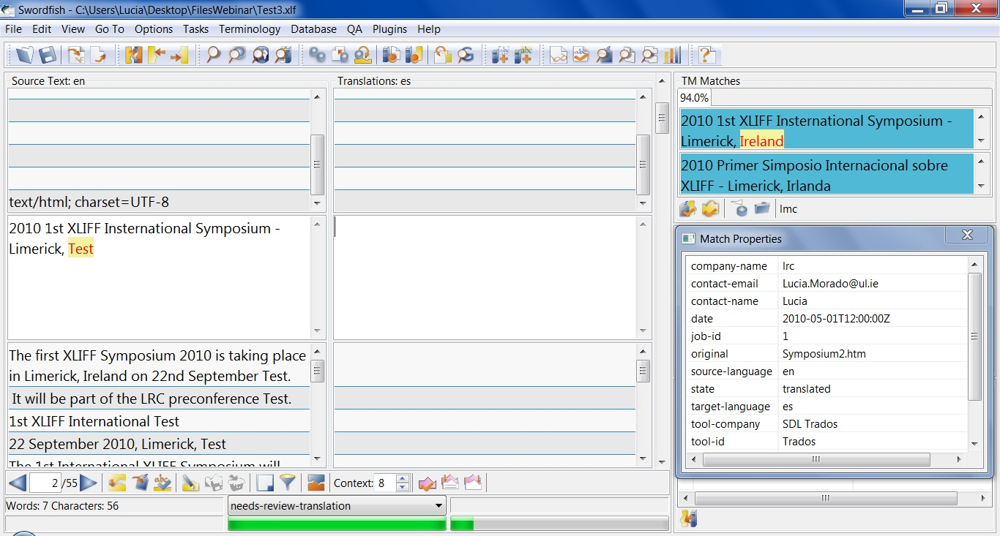 Swordfish - C:\Users\Lucia\Desktop\FilesWebinar\Test3.xlf
File Edit View Go To Options Tasks Terminology Database QA Plugins Help
Source Text: en
text/html; charset=UTF-8
2010 1st XLIFF Insternational Symposium -
Limerick, Test
The first XLIFF Symposium 2010 is taking place
in Limerick, Ireland on 22nd September Test.
It will be part of the LRC preconference Test.
1st XLIFF International Test
22 September 2010, Limerick, Test
The 1st International XLIFF Symposium will
Translations: es
TM Matches
94.0%
2010 1st XLIFF Insternational Symposium -
Limerick, Ireland
2010 Primer Simposio Internacional sobre
XLIFF - Limerick, Irlanda
lmc
Match Properties
company-name lrc
contact-email Lucia.Morado@ul.ie
contact-name Lucia
date 2010-05-01T12:00:00Z
job-id 1
original Symposium2.htm
source-language en
state translated
target-language es
tool-company SDL Trados
tool-id Trados
2 /55 Context: 8
Words: 7 Characters: 56 needs-review-translation